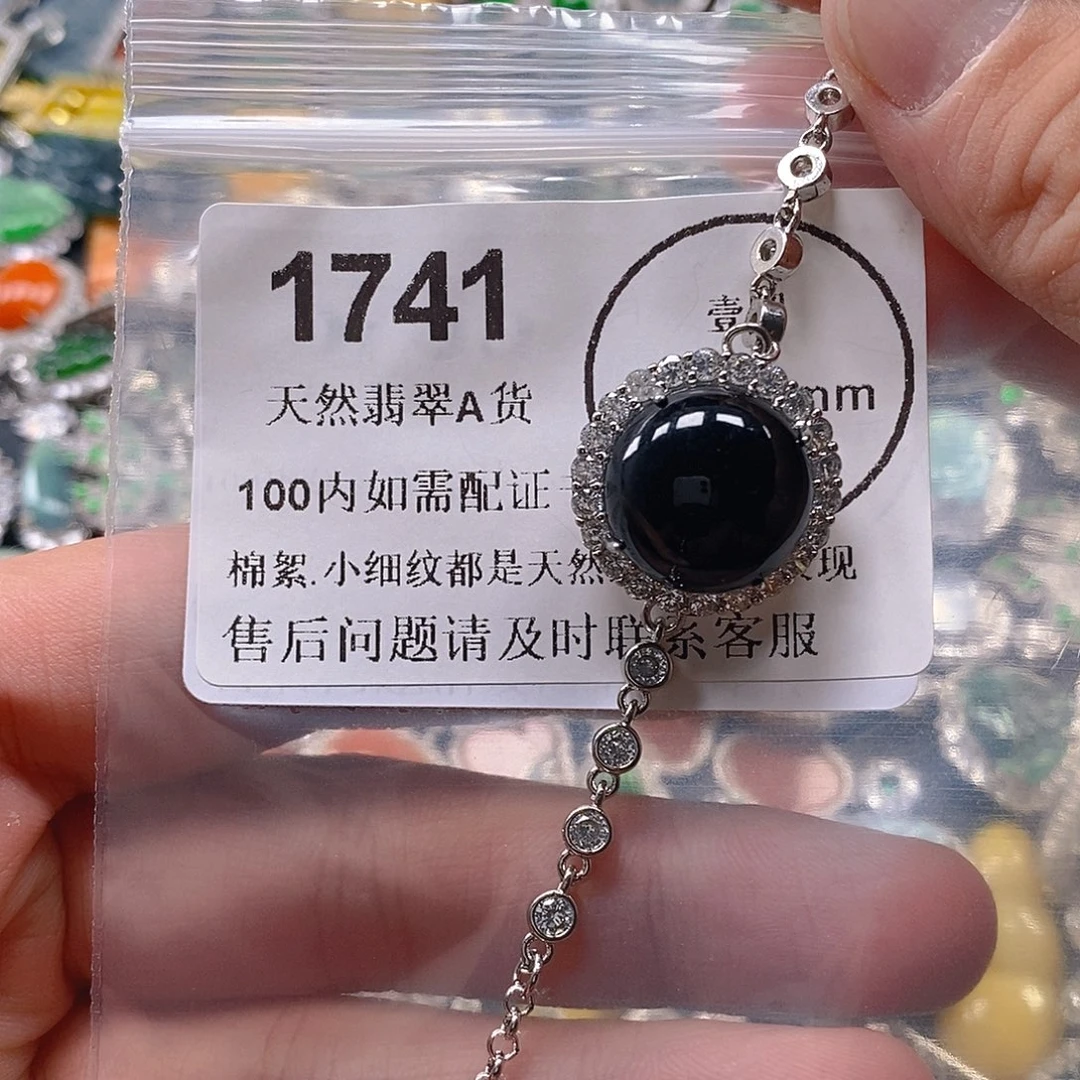 1741
壹
mm
天然翡翠A货
100内如需配证
棉絮.小细纹都是天然 现
售后问题请及时联系客服